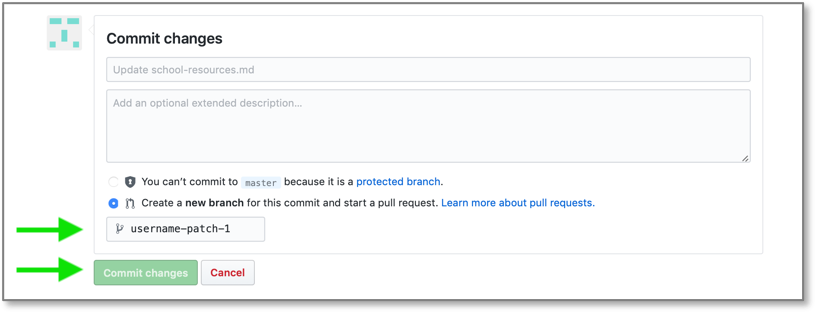 Commit changes
Update school-resources.md
Add an optional extended description...
You can't commit to master because it is a protected branch.
Create a new branch for this commit and start a pull request. Learn more about pull requests.
username-patch-1
Commit changes Cancel